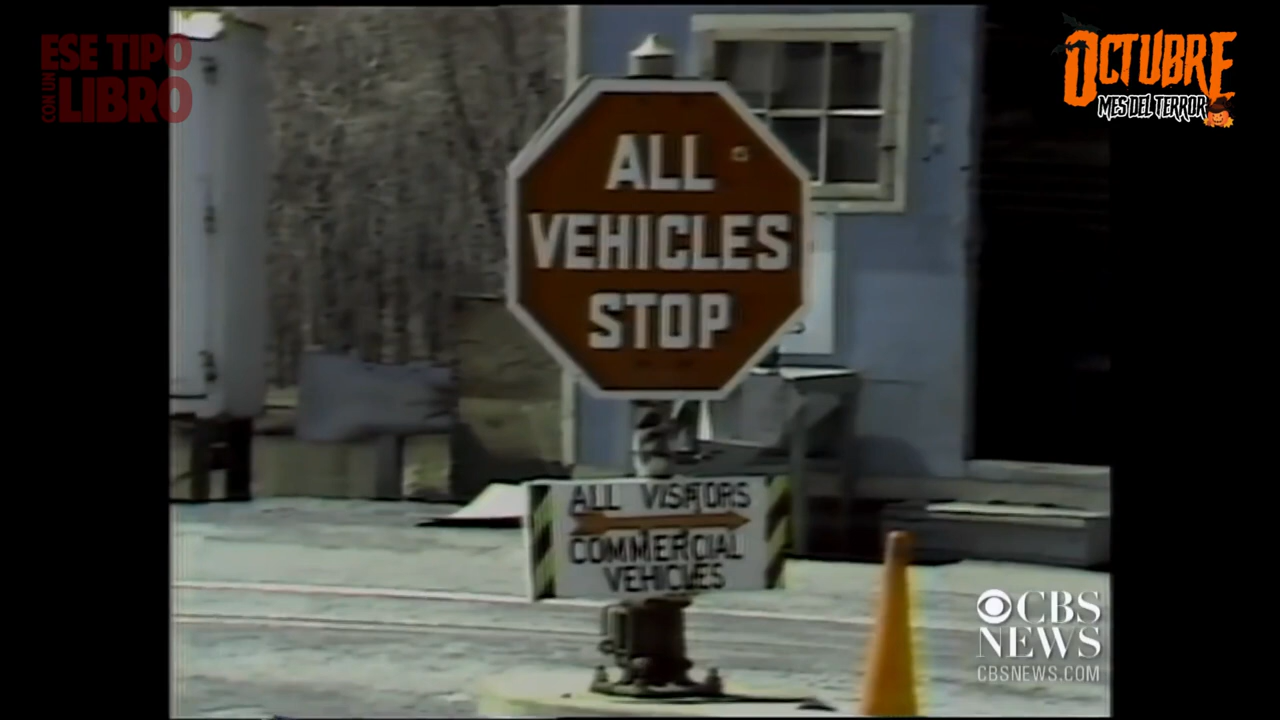 ESE TIPO
CON UN
LIBRO
OCTUBRE
MES DEL TERROR
ALL
VEHICLES
STOP
ALL VISITORS
COMMERCIAL
VEHICLES
CBS
NEWS
CBSNEWS.COM